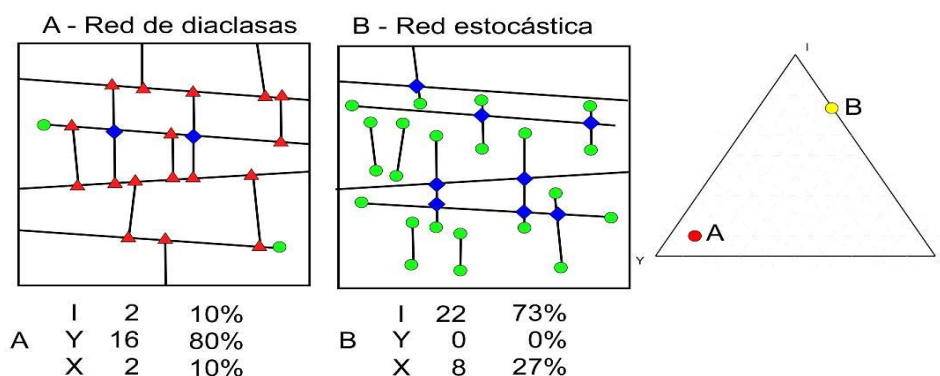 A - Red de diaclasas
B - Red estocástica
I
B
A
Y
I 2 10%
A Y 16 80%
X 2 10%
I 22 73%
B Y 0 0%
X 8 27%